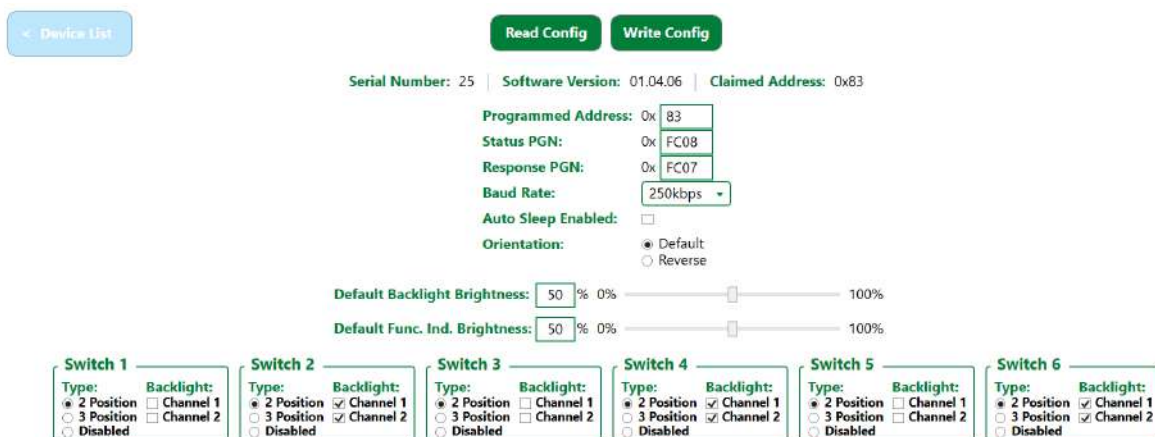 < Device List
Read Config Write Config
Serial Number: 25 | Software Version: 01.04.06 | Claimed Address: 0x83
Programmed Address: 0x 83
Status PGN: 0x FC08
Response PGN: 0x FC07
Baud Rate: 250kbps
Auto Sleep Enabled:
Orientation: Default
Reverse
Default Backlight Brightness: 50 % 0% 100%
Default Func. Ind. Brightness: 50 % 0% 100%
Switch 1 Switch 2 Switch 3 Switch 4 Switch 5 Switch 6
Type: Backlight: Type: Backlight: Type: Backlight: Type: Backlight: Type: Backlight: Type: Backlight:
2 Position Channel 1 2 Position Channel 1 2 Position Channel 1 2 Position Channel 1 2 Position Channel 1 2 Position Channel 1
3 Position Channel 2 3 Position Channel 2 3 Position Channel 2 3 Position Channel 2 3 Position Channel 2 3 Position Channel 2
Disabled Disabled Disabled Disabled Disabled Disabled